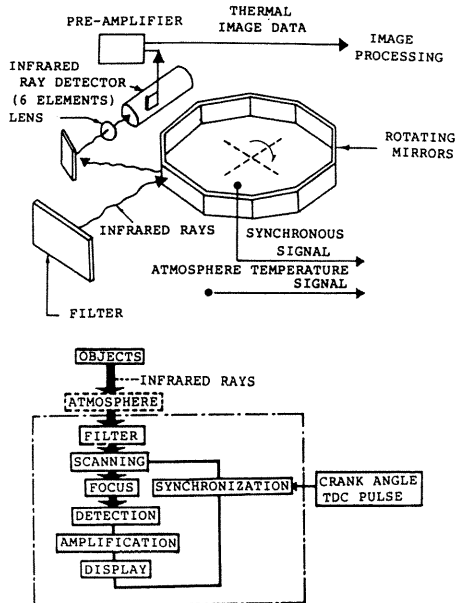 THERMAL
IMAGE DATA
PRE-AMPLIFIER
IMAGE
PROCESSING
INFRARED
RAY DETECTOR
(6 ELEMENTS)
LENS
ROTATING
MIRRORS
INFRARED RAYS
SYNCHRONOUS
SIGNAL
ATMOSPHERE TEMPERATURE
SIGNAL
FILTER
OBJECTS
INFRARED RAYS
ATMOSPHERE
FILTER
SCANNING
FOCUS
SYNCHRONIZATION
CRANK ANGLE
TDC PULSE
DETECTION
AMPLIFICATION
DISPLAY